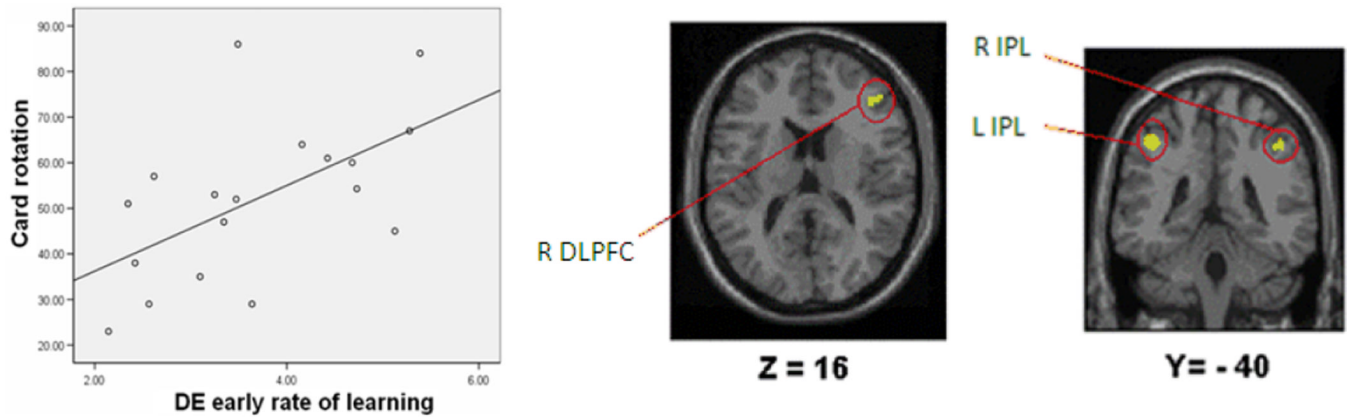 90.00
80.00
70.00
60.00
50.00
40.00
30.00
20.00
Card rotation
2.00 4.00 6.00
DE early rate of learning
R DLPFC
Z = 16
R IPL
L IPL
Y= - 40